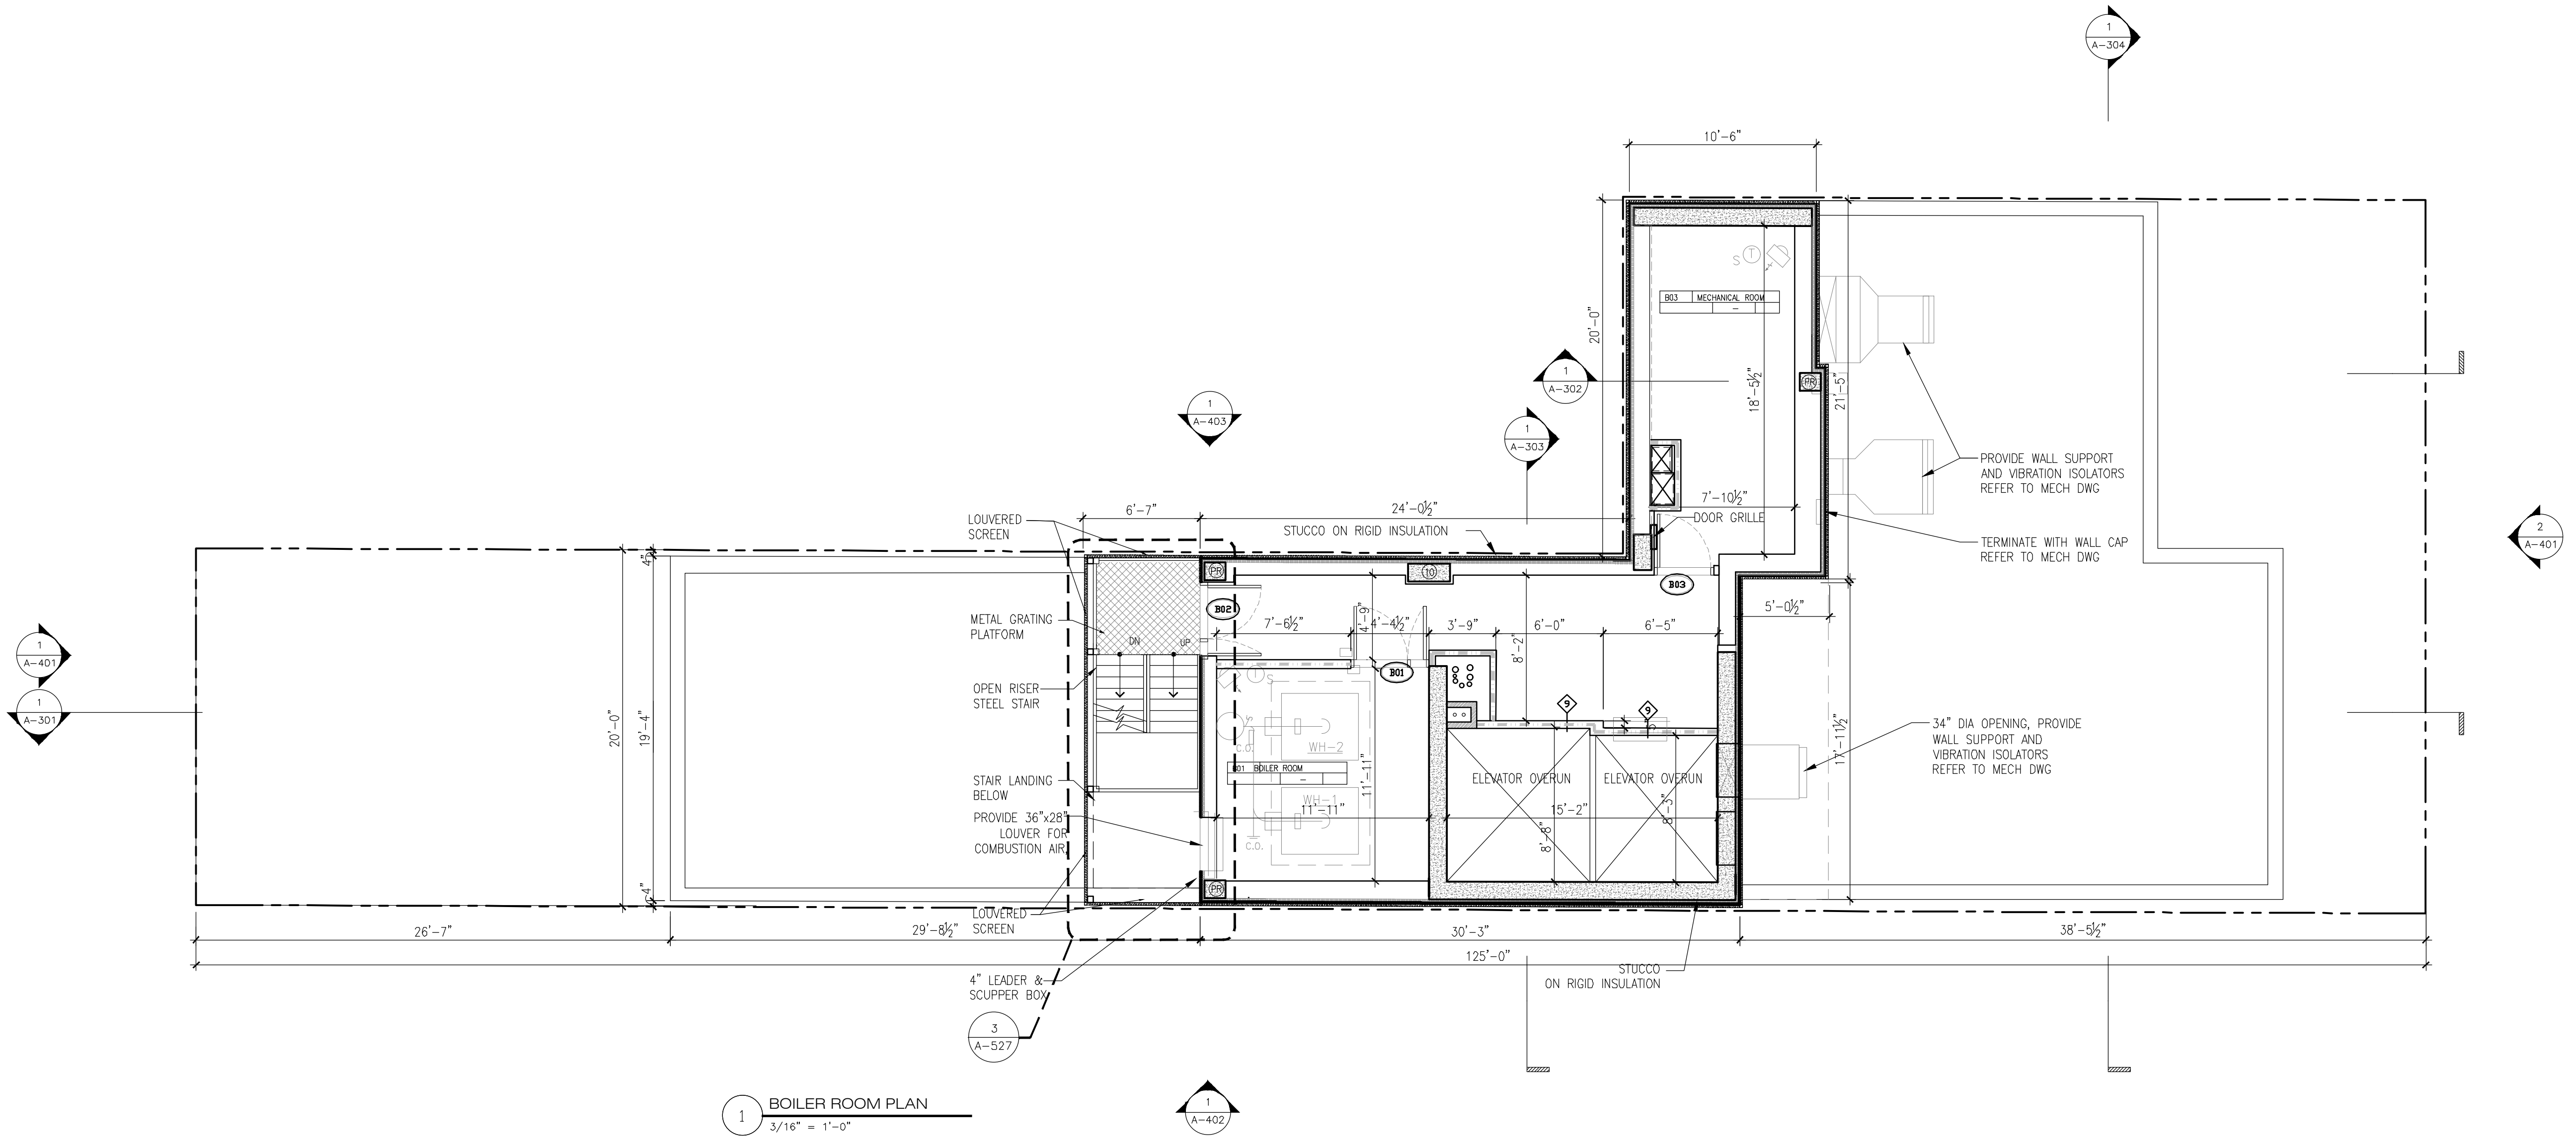 1
A-304
10'-6"
S
T
B03 MECHANICAL ROOM
-
20'-0"
18'-5½"
21'-5"
PR
1
A-302
1
A-403
1
A-303
PROVIDE WALL SUPPORT
AND VIBRATION ISOLATORS
REFER TO MECH DWG
7'-10½"
DOOR GRILLE
6'-7"
24'-0½"
LOUVERED
SCREEN
STUCCO ON RIGID INSULATION
TERMINATE WITH WALL CAP
REFER TO MECH DWG
2
A-401
4"
PR
10
B03
B02
METAL GRATING
PLATFORM
DN
UP
7'-6½"
4'-9"
4'-4½"
3'-9"
6'-0"
6'-5"
5'-0½"
8'-2"
1
A-401
B01
T
S
OPEN RISER
STEEL STAIR
1
A-301
9
9
S
S
20'-0"
19'-4"
C.O.
WH-2
34" DIA OPENING, PROVIDE
WALL SUPPORT AND
VIBRATION ISOLATORS
REFER TO MECH DWG
17'-11½"
B01 BOILER ROOM
-
11'-11"
ELEVATOR OVERUN
ELEVATOR OVERUN
STAIR LANDING
BELOW
WH-1
11'-11"
15'-2"
8'-8"
8'-3"
PROVIDE 36"x28"
LOUVER FOR
COMBUSTION AIR
C.O.
4"
PR
LOUVERED
SCREEN
26'-7"
29'-8½"
30'-3"
38'-5½"
125'-0"
STUCCO
ON RIGID INSULATION
4" LEADER &
SCUPPER BOX
3
A-527
1
BOILER ROOM PLAN
3/16" = 1'-0"
1
A-402